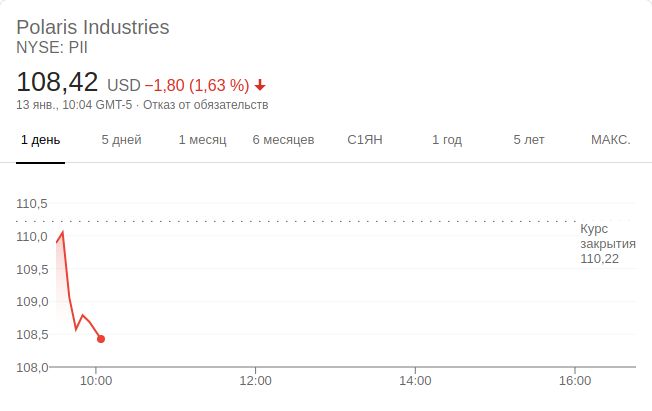 Polaris Industries
NYSE: PII
108,42 USD −1,80 (1,63 %)
13 янв., 10:04 GMT-5 · Отказ от обязательств
1 день 5 дней 1 месяц 6 месяцев С1ЯН 1 год 5 лет МАКС.
110,5
110,0
109,5
109,0
108,5
108,0
Курс
закрытия
110,22
10:00 12:00 14:00 16:00